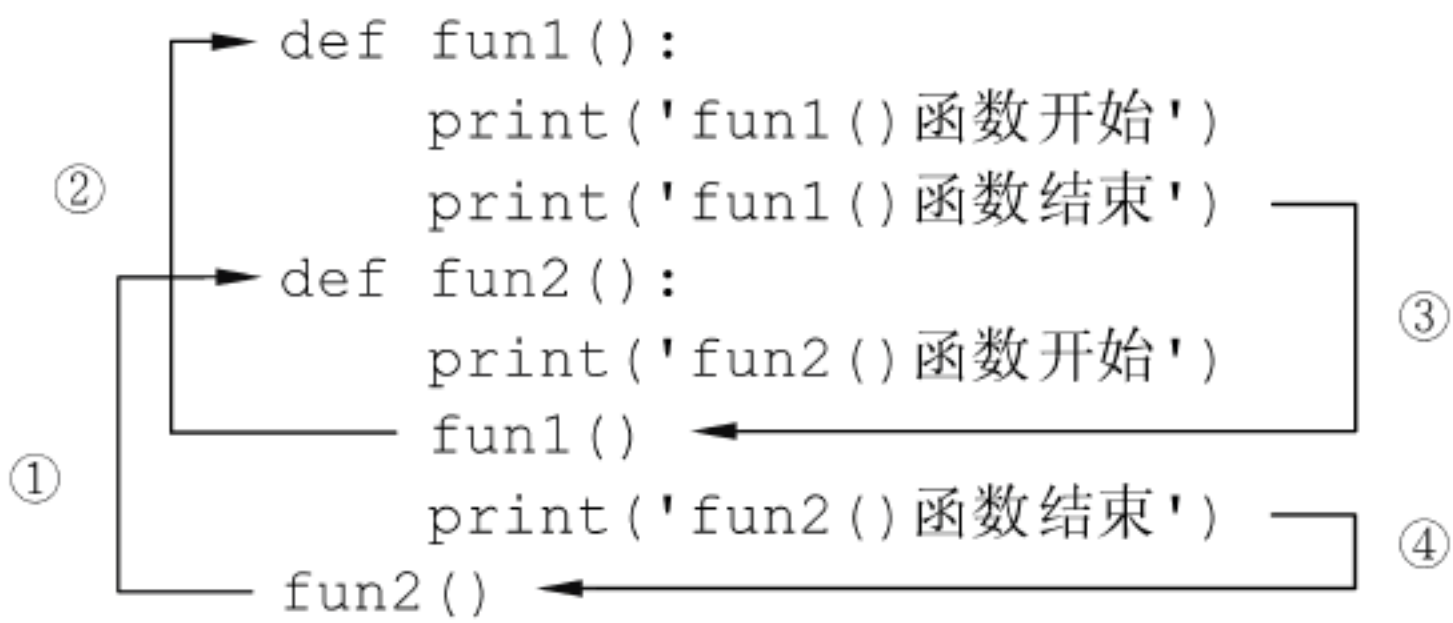 def fun1():
print('fun1()函数开始')
②
print('fun1()函数结束')
def fun2():
③
print('fun2()函数开始')
fun1()
①
print('fun2()函数结束')
④
fun2()